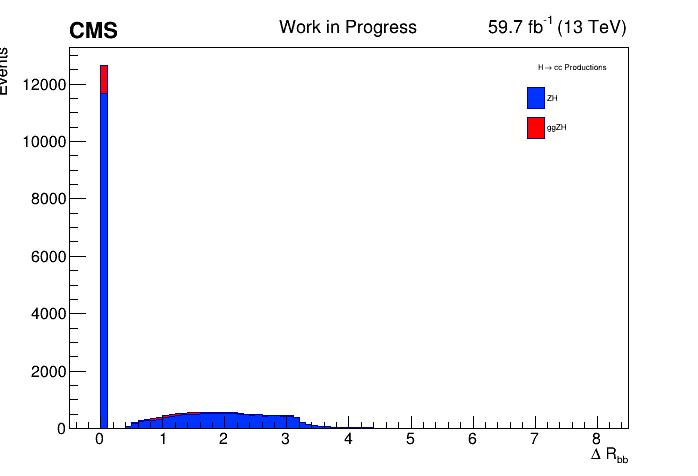 CMS Work in Progress 59.7 fb-1 (13 TeV)
Events
H→cc Productions
ZH
ggZH
12000
10000
8000
6000
4000
2000
0
0 1 2 3 4 5 6 7 8
Δ Rbb